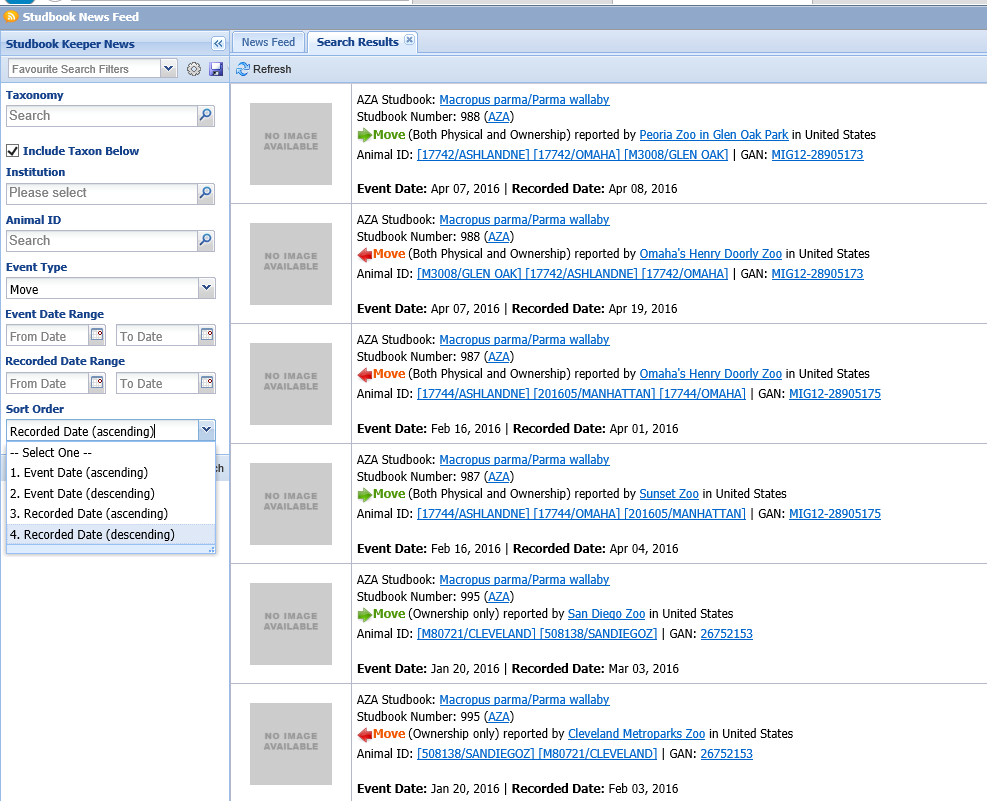 Studbook News Feed
Studbook Keeper News
Favourite Search Filters
Taxonomy
Search
Include Taxon Below
Institution
Please select
Animal ID
Search
Event Type
Move
Event Date Range
From Date To Date
Recorded Date Range
From Date To Date
Sort Order
Recorded Date (ascending)
-- Select One --
1. Event Date (ascending)
2. Event Date (descending)
3. Recorded Date (ascending)
4. Recorded Date (descending)
News Feed Search Results
Refresh
NO IMAGE
AVAILABLE
AZA Studbook: Macropus parma/Parma wallaby
Studbook Number: 988 (AZA)
Move (Both Physical and Ownership) reported by Peoria Zoo in Glen Oak Park in United States
Animal ID: [17742/ASHLANDNE] [17742/OMAHA] [M3008/GLEN OAK] | GAN: MIG12-28905173
Event Date: Apr 07, 2016 | Recorded Date: Apr 08, 2016
NO IMAGE
AVAILABLE
AZA Studbook: Macropus parma/Parma wallaby
Studbook Number: 988 (AZA)
Move (Both Physical and Ownership) reported by Omaha's Henry Doorly Zoo in United States
Animal ID: [M3008/GLEN OAK] [17742/ASHLANDNE] [17742/OMAHA] | GAN: MIG12-28905173
Event Date: Apr 07, 2016 | Recorded Date: Apr 19, 2016
NO IMAGE
AVAILABLE
AZA Studbook: Macropus parma/Parma wallaby
Studbook Number: 987 (AZA)
Move (Both Physical and Ownership) reported by Omaha's Henry Doorly Zoo in United States
Animal ID: [17744/ASHLANDNE] [201605/MANHATTAN] [17744/OMAHA] | GAN: MIG12-28905175
Event Date: Feb 16, 2016 | Recorded Date: Apr 01, 2016
NO IMAGE
AVAILABLE
AZA Studbook: Macropus parma/Parma wallaby
Studbook Number: 987 (AZA)
Move (Both Physical and Ownership) reported by Sunset Zoo in United States
Animal ID: [17744/ASHLANDNE] [17744/OMAHA] [201605/MANHATTAN] | GAN: MIG12-28905175
Event Date: Feb 16, 2016 | Recorded Date: Apr 04, 2016
NO IMAGE
AVAILABLE
AZA Studbook: Macropus parma/Parma wallaby
Studbook Number: 995 (AZA)
Move (Ownership only) reported by San Diego Zoo in United States
Animal ID: [M80721/CLEVELAND] [508138/SANDIEGOZ] | GAN: 26752153
Event Date: Jan 20, 2016 | Recorded Date: Mar 03, 2016
NO IMAGE
AVAILABLE
AZA Studbook: Macropus parma/Parma wallaby
Studbook Number: 995 (AZA)
Move (Ownership only) reported by Cleveland Metroparks Zoo in United States
Animal ID: [508138/SANDIEGOZ] [M80721/CLEVELAND] | GAN: 26752153
Event Date: Jan 20, 2016 | Recorded Date: Feb 03, 2016